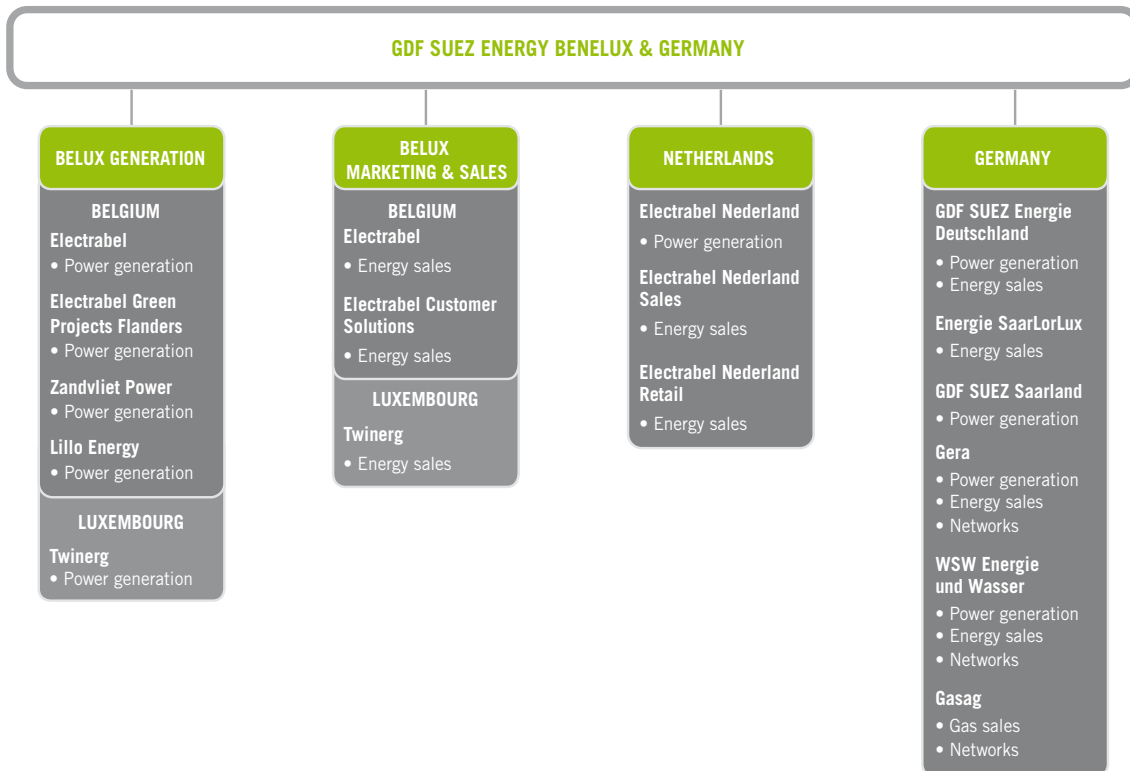 GDF SUEZ ENERGY BENELUX & GERMANY
BELUX GENERATION
BELGIUM
Electrabel
• Power generation
Electrabel Green
Projects Flanders
• Power generation
Zandvliet Power
• Power generation
Lillo Energy
• Power generation
LUXEMBOURG
Twinerg
• Power generation
BELUX
MARKETING & SALES
BELGIUM
Electrabel
• Energy sales
Electrabel Customer
Solutions
• Energy sales
LUXEMBOURG
Twinerg
• Energy sales
NETHERLANDS
Electrabel Nederland
• Power generation
Electrabel Nederland
Sales
• Energy sales
Electrabel Nederland
Retail
• Energy sales
GERMANY
GDF SUEZ Energie
Deutschland
• Power generation
• Energy sales
Energie SaarLorLux
• Energy sales
GDF SUEZ Saarland
• Power generation
Gera
• Power generation
• Energy sales
• Networks
WSW Energie
und Wasser
• Power generation
• Energy sales
• Networks
Gasag
• Gas sales
• Networks